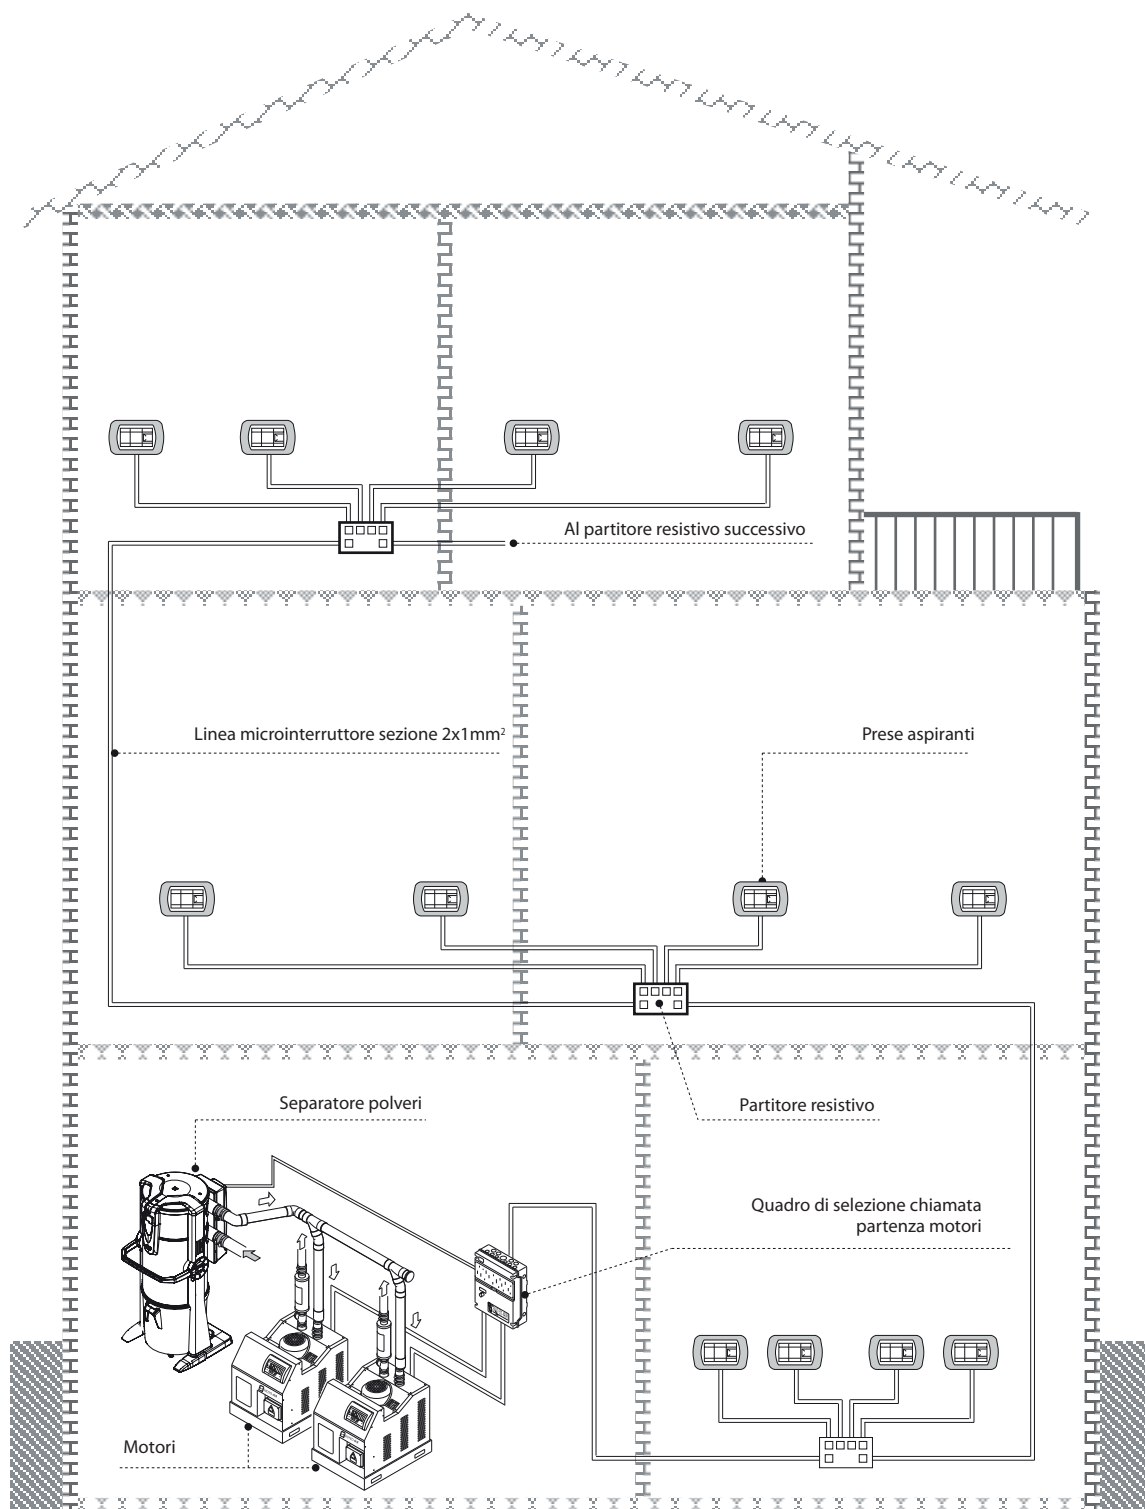 Al partitore resistivo successivo
Linea microinterruttore sezione 2x1mm²
Prese aspiranti
Separatore polveri
Partitore resistivo
Quadro di selezione chiamata
partenza motori
Motori